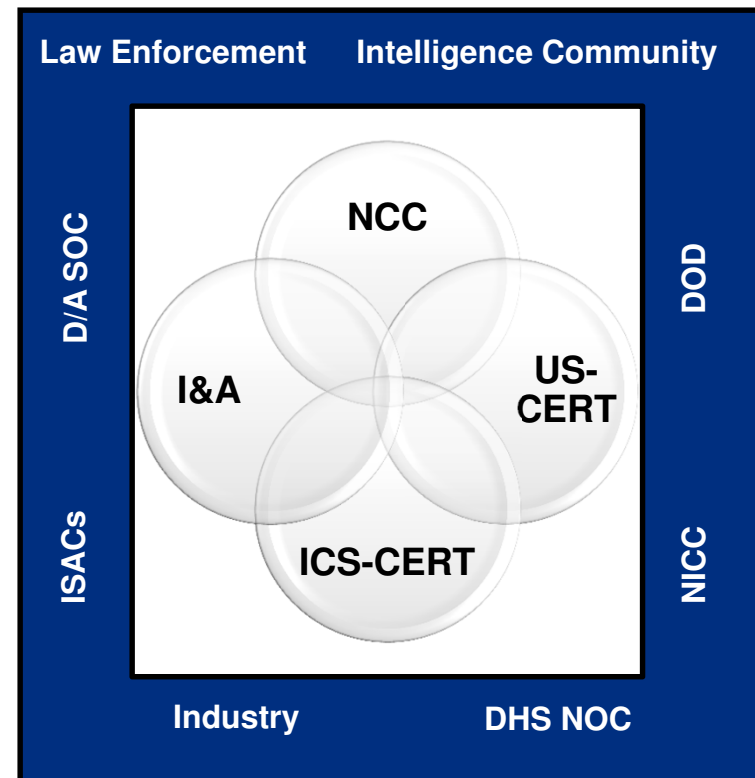 Law Enforcement
Intelligence Community
D/A SOC
NCC
DOD
I&A
US-
CERT
ISACs
ICS-CERT
NICC
Industry
DHS NOC